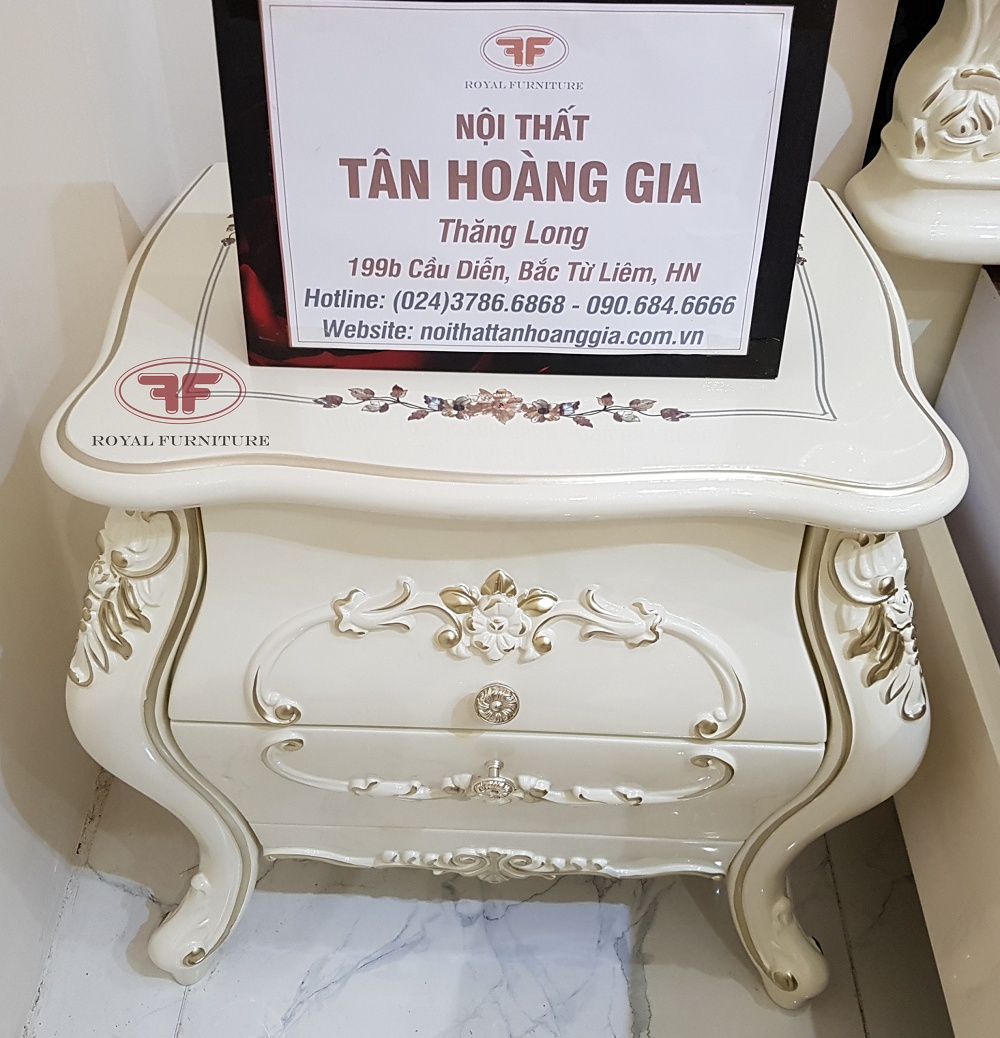 ROYAL FURNITURE
NỘI THẤT
TÂN HOÀNG GIA
Thăng Long
199b Cầu Diễn, Bắc Từ Liêm, HN
Hotline: (024)3786.6868 - 090.684.6666
Website: noithattanhoanggia.com.vn
ROYAL FURNITURE